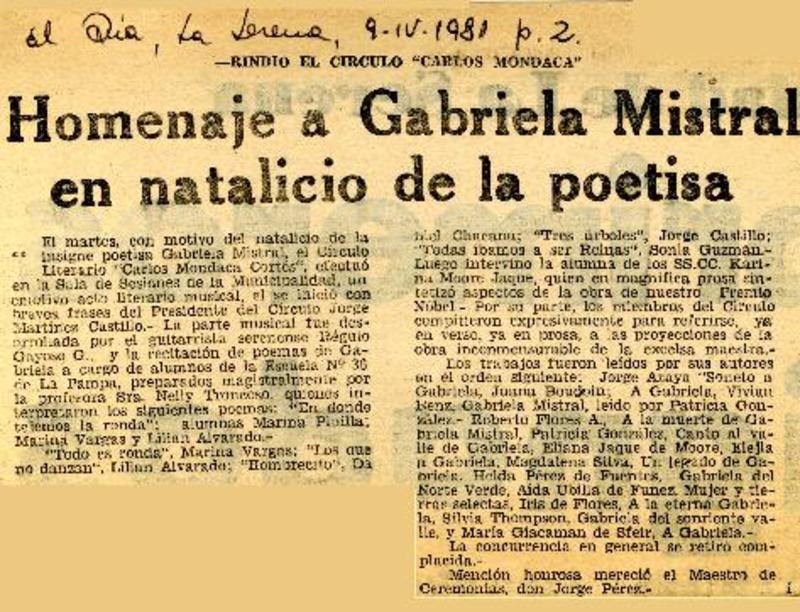 El Día, La Serena, 9-IV-1981 p. 2.
—RINDIO EL CIRCULO "CARLOS MONDACA"
Homenaje a Gabriela Mistral
en natalicio de la poetisa
El martes, con motivo del natalicio de la
insigne poetisa Gabriela Mistral, el Círculo
Literario "Carlos Mondaca Cortés", efectuó
en la Sala de Sesiones de la Municipalidad, un
emotivo acto literario musical, el se inició con
breves frases del Presidente del Círculo Jorge
Martínez Castillo.- La parte musical fue des-
arrollada por el guitarrista serenense Régulo
Gayoso G., y la recitación de poemas de Ga-
briela a cargo de alumnos de la Escuela Nº 36
de La Pampa, preparados magistralmente por
la profesora Sra. Nelly Troncoso, quienes in-
terpretaron los siguientes poemas: "En donde
tejemos la ronda"; alumnas Marina Pinilla;
Marina Vargas y Lilian Alvarado.-
"Todo es ronda", Marina Vargas; "Los que
no danzan", Lilian Alvarado; "Hombrecito", Da
niel Chucanu; "Tres árboles", Jorge Castillo;
"Todas íbamos a ser Reinas", Sonia Guzmán.-
Luego intervino la alumna de los SS.CC. Kari-
na Moore Jaque, quien en magnífica prosa sin-
tetizó aspectos de la obra de nuestro Premio
Nobel.- Por su parte, los miembros del Círculo
compitieron expresivamente para referirse, ya
en verso, ya en prosa, a las proyecciones de la
obra inconmensurable de la excelsa maestra.-
Los trabajos fueron leídos por sus autores
en el orden siguiente: Jorge Araya "Soneto a
Gabriela, Juana Baudoin; A Gabriela, Vivian
Benz, Gabriela Mistral, leído por Patricia Gon-
zález.- Roberto Flores A., A la muerte de Ga-
briela Mistral, Patricia González, Canto al va-
lle de Gabriela, Eliana Jaque de Moore, Elejía
a Gabriela, Magdalena Silva, Un legado de Ga-
briela, Helda Pérez de Fuentes, Gabriela del
Norte Verde, Aida Ubilla de Funez, Mujer y tie-
rras selectas, Iris de Flores, A la eterna Gabrie-
la, Silvia Thompson, Gabriela del sonriente va-
lle, y María Giacaman de Sfeir, A Gabriela.-
La concurrencia en general se retiró com-
placida.-
Mención honrosa mereció el Maestro de
Ceremonias, don Jorge Pérez.-